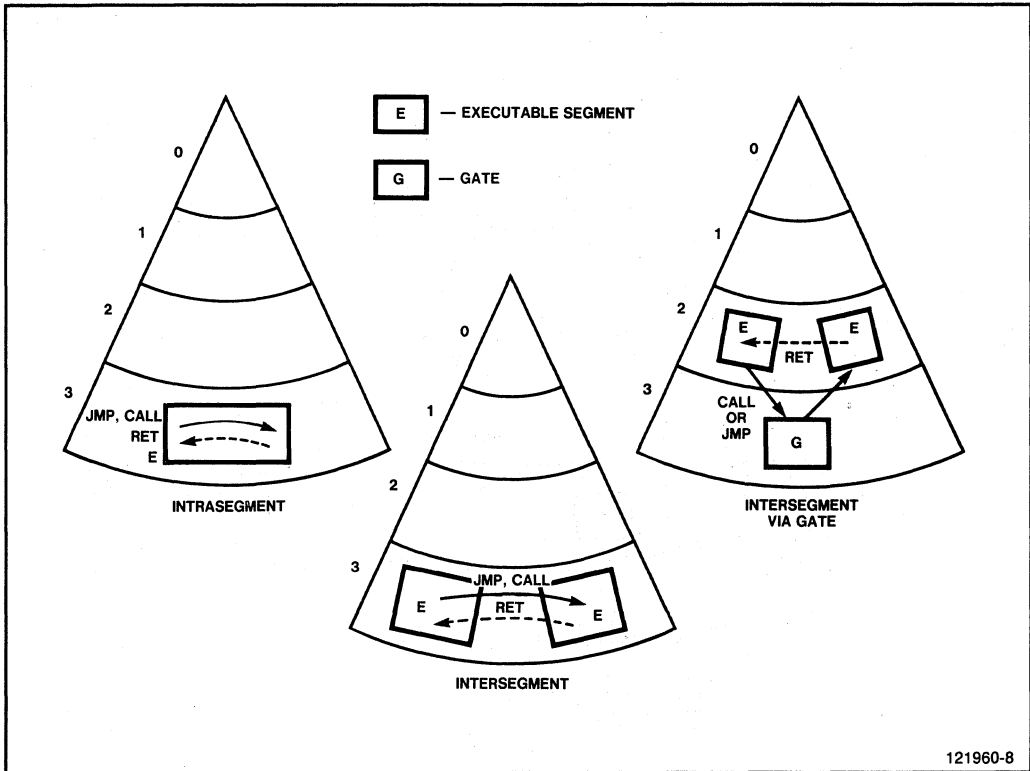 E — EXECUTABLE SEGMENT
G — GATE
0
1
2
3
JMP, CALL
RET
E
INTRASEGMENT
0
1
2
3
JMP, CALL
E
RET
E
INTERSEGMENT
0
1
2
3
E
E
RET
CALL
OR
JMP
G
INTERSEGMENT
VIA GATE
121960-8